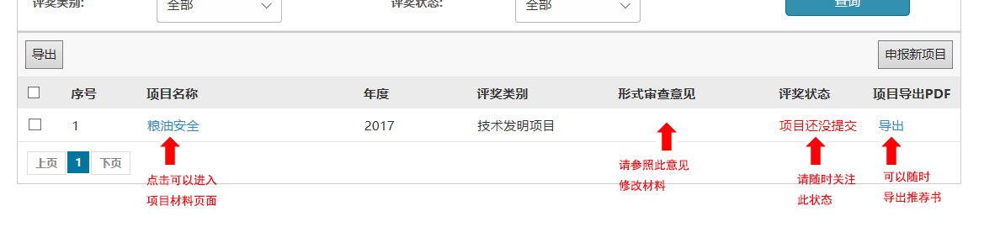 评奖类别: 全部 评奖状态: 全部 查询
导出 申报新项目
序号 项目名称 年度 评奖类别 形式审查意见 评奖状态 项目导出PDF
1 粮油安全 2017 技术发明项目 项目还没提交 导出
上页 1 下页
点击可以进入
项目材料页面
请参照此意见
修改材料
请随时关注
此状态
可以随时
导出推荐书